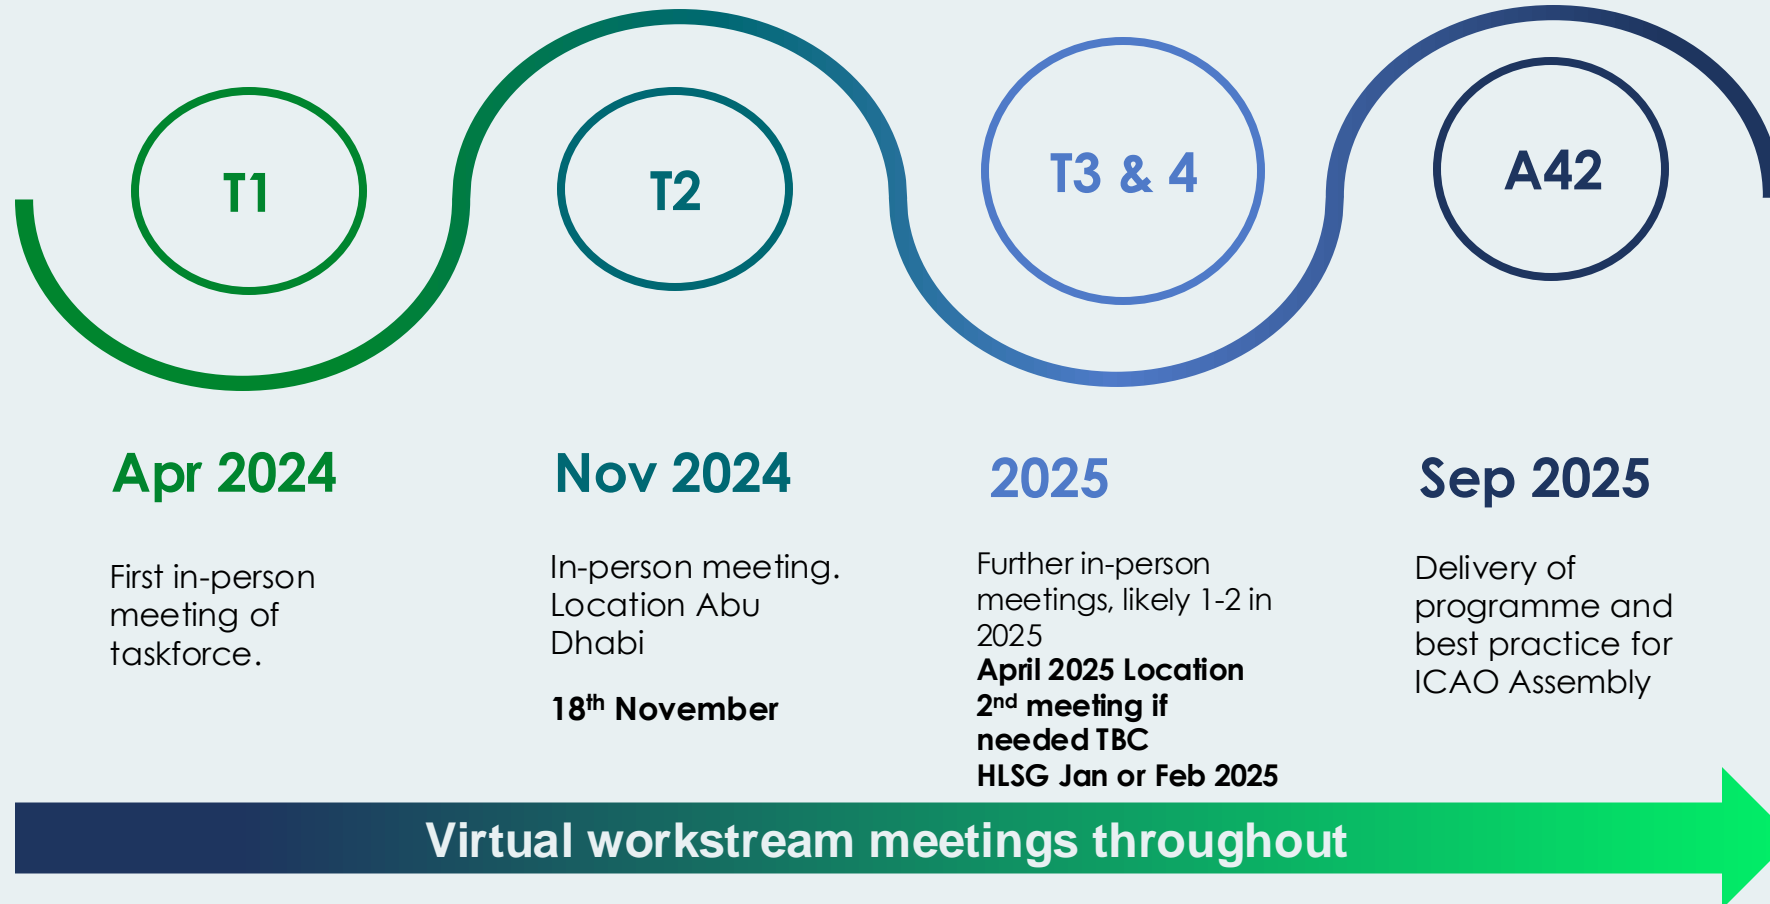 T1
T2
T3 & 4
A42
Apr 2024
First in-person
meeting of
taskforce.
Nov 2024
In-person meeting.
Location Abu
Dhabi
18th November
2025
Further in-person
meetings, likely 1-2 in
2025
April 2025 Location
2nd meeting if
needed TBC
HLSG Jan or Feb 2025
Sep 2025
Delivery of
programme and
best practice for
ICAO Assembly
Virtual workstream meetings throughout